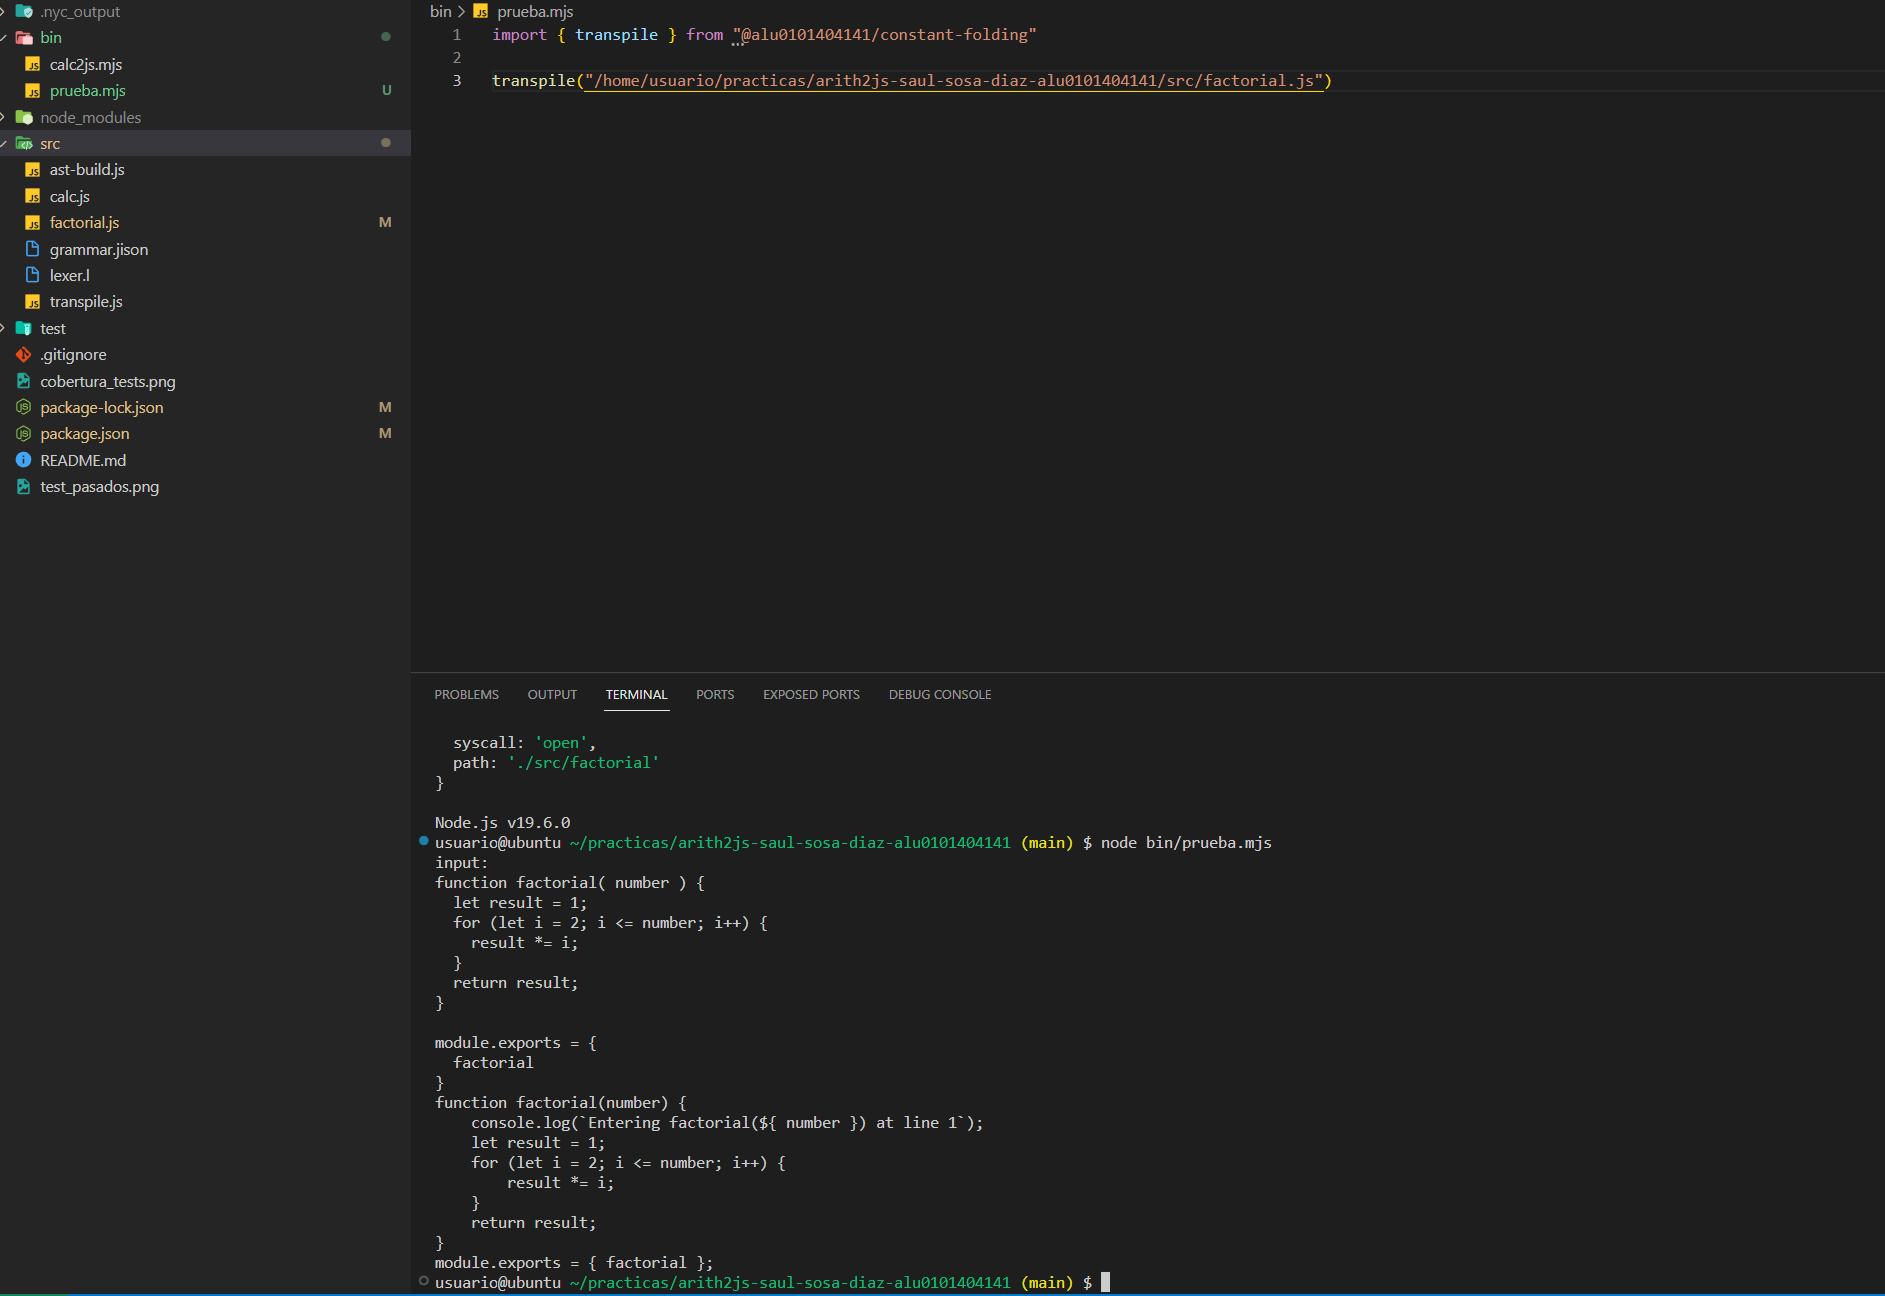 .nyc_output
bin
calc2js.mjs
prueba.mjs U
node_modules
src
ast-build.js
calc.js
factorial.js M
grammar.jison
lexer.l
transpile.js
test
.gitignore
cobertura_tests.png
package-lock.json M
package.json M
README.md
test_pasados.png
bin > JS prueba.mjs
1 import { transpile } from "@alu0101404141/constant-folding"
2
3 transpile("/home/usuario/practicas/arith2js-saul-sosa-diaz-alu0101404141/src/factorial.js")
PROBLEMS OUTPUT TERMINAL PORTS EXPOSED PORTS DEBUG CONSOLE
syscall: 'open',
path: './src/factorial'
}
Node.js v19.6.0
usuario@ubuntu ~/practicas/arith2js-saul-sosa-diaz-alu0101404141 (main) $ node bin/prueba.mjs
input:
function factorial( number ) {
let result = 1;
for (let i = 2; i <= number; i++) {
result *= i;
}
return result;
}
module.exports = {
factorial
}
function factorial(number) {
console.log(`Entering factorial(${ number }) at line 1`);
let result = 1;
for (let i = 2; i <= number; i++) {
result *= i;
}
return result;
}
module.exports = { factorial };
usuario@ubuntu ~/practicas/arith2js-saul-sosa-diaz-alu0101404141 (main) $